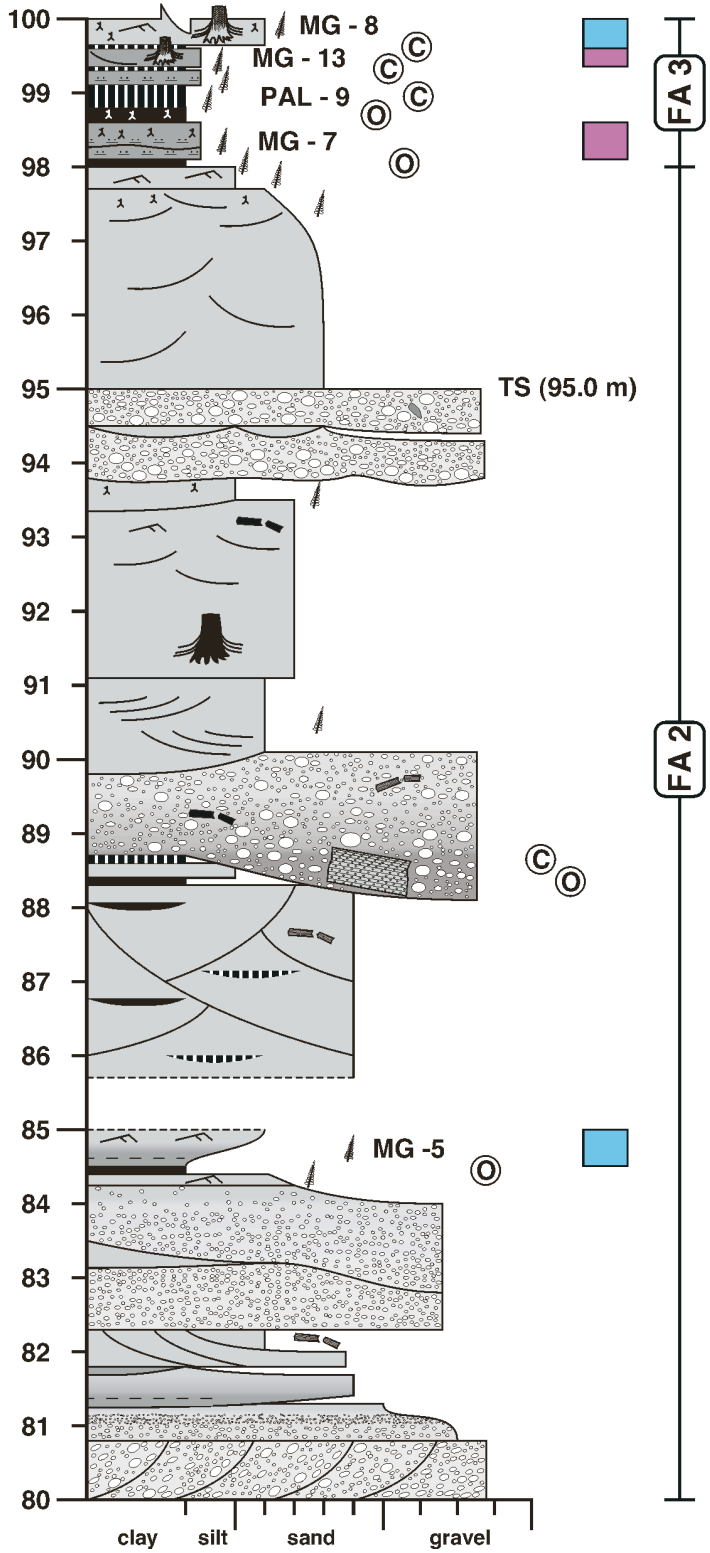 100
MG - 8
C
MG - 13
C
99
PAL - 9
C
O
FA 3
MG - 7
O
98
97
96
95
TS (95.0 m)
94
93
92
91
90
FA 2
89
C
O
88
87
86
85
MG -5
O
84
83
82
81
80
clay silt sand gravel